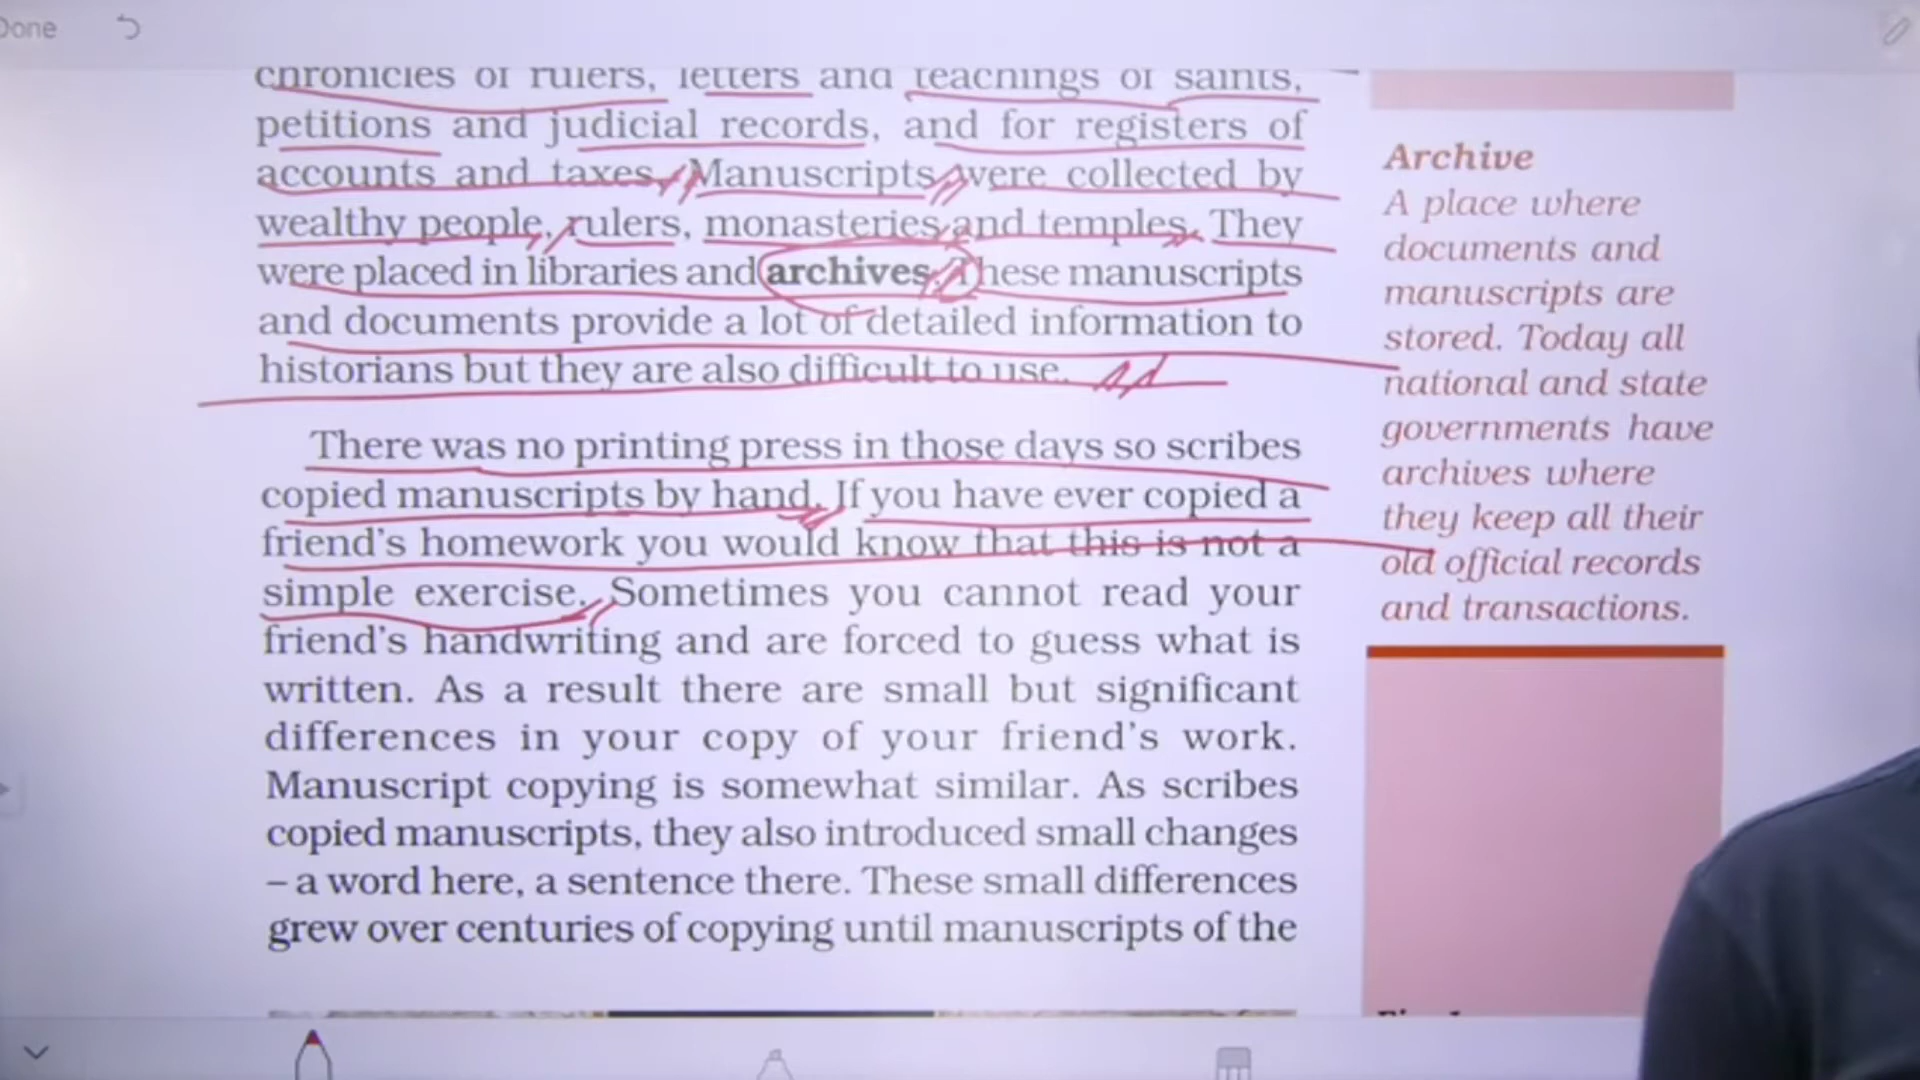 Done
chronicles of rulers, letters and teachings of saints,
petitions and judicial records, and for registers of
accounts and taxes. Manuscripts were collected by
wealthy people, rulers, monasteries and temples. They
were placed in libraries and archives. These manuscripts
and documents provide a lot of detailed information to
historians but they are also difficult to use.
There was no printing press in those days so scribes
copied manuscripts by hand. If you have ever copied a
friend's homework you would know that this is not a
simple exercise. Sometimes you cannot read your
friend's handwriting and are forced to guess what is
written. As a result there are small but significant
differences in your copy of your friend's work.
Manuscript copying is somewhat similar. As scribes
copied manuscripts, they also introduced small changes
– a word here, a sentence there. These small differences
grew over centuries of copying until manuscripts of the
Archive
A place where
documents and
manuscripts are
stored. Today all
national and state
governments have
archives where
they keep all their
old official records
and transactions.